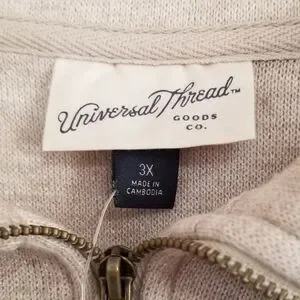 Universal Thread™
GOODS
CO.
3X
MADE IN
CAMBODIA